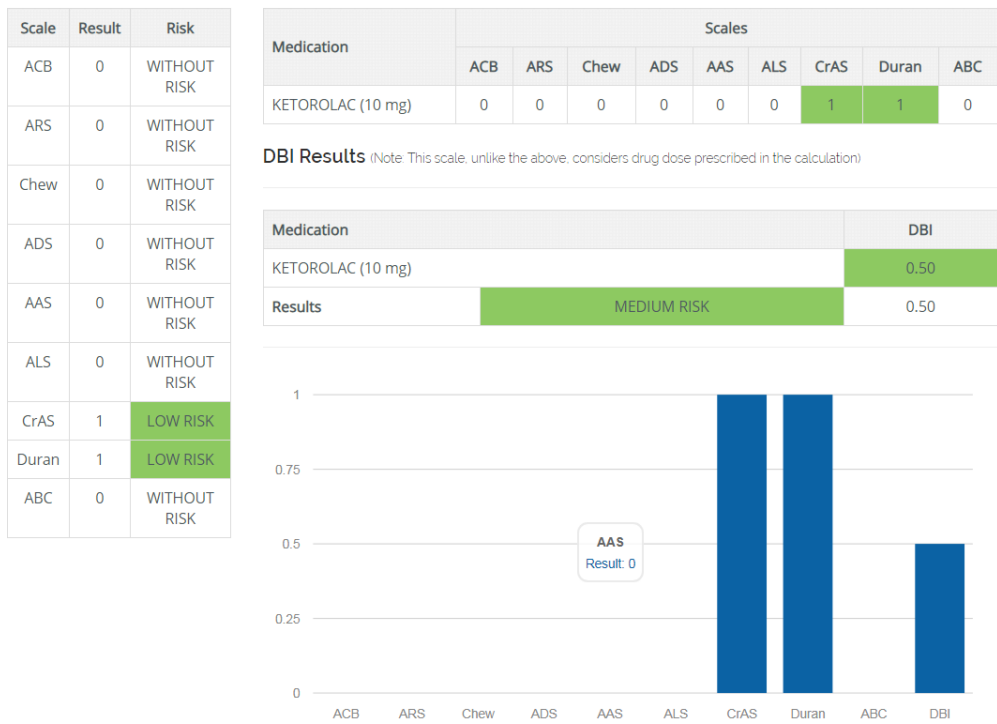 Scale Result Risk
ACB 0 WITHOUT
RISK
ARS 0 WITHOUT
RISK
Chew 0 WITHOUT
RISK
ADS 0 WITHOUT
RISK
AAS 0 WITHOUT
RISK
ALS 0 WITHOUT
RISK
CrAS 1 LOW RISK
Duran 1 LOW RISK
ABC 0 WITHOUT
RISK
Medication
Scales
ACB ARS Chew ADS AAS ALS CrAS Duran ABC
KETOROLAC (10 mg) 0 0 0 0 0 0 1 1 0
DBI Results (Note: This scale, unlike the above, considers drug dose prescribed in the calculation)
Medication DBI
KETOROLAC (10 mg) 0.50
Results MEDIUM RISK 0.50
1
0.75
0.5
0.25
0
AAS
Result: 0
ACB ARS Chew ADS AAS ALS CrAS Duran ABC DBI